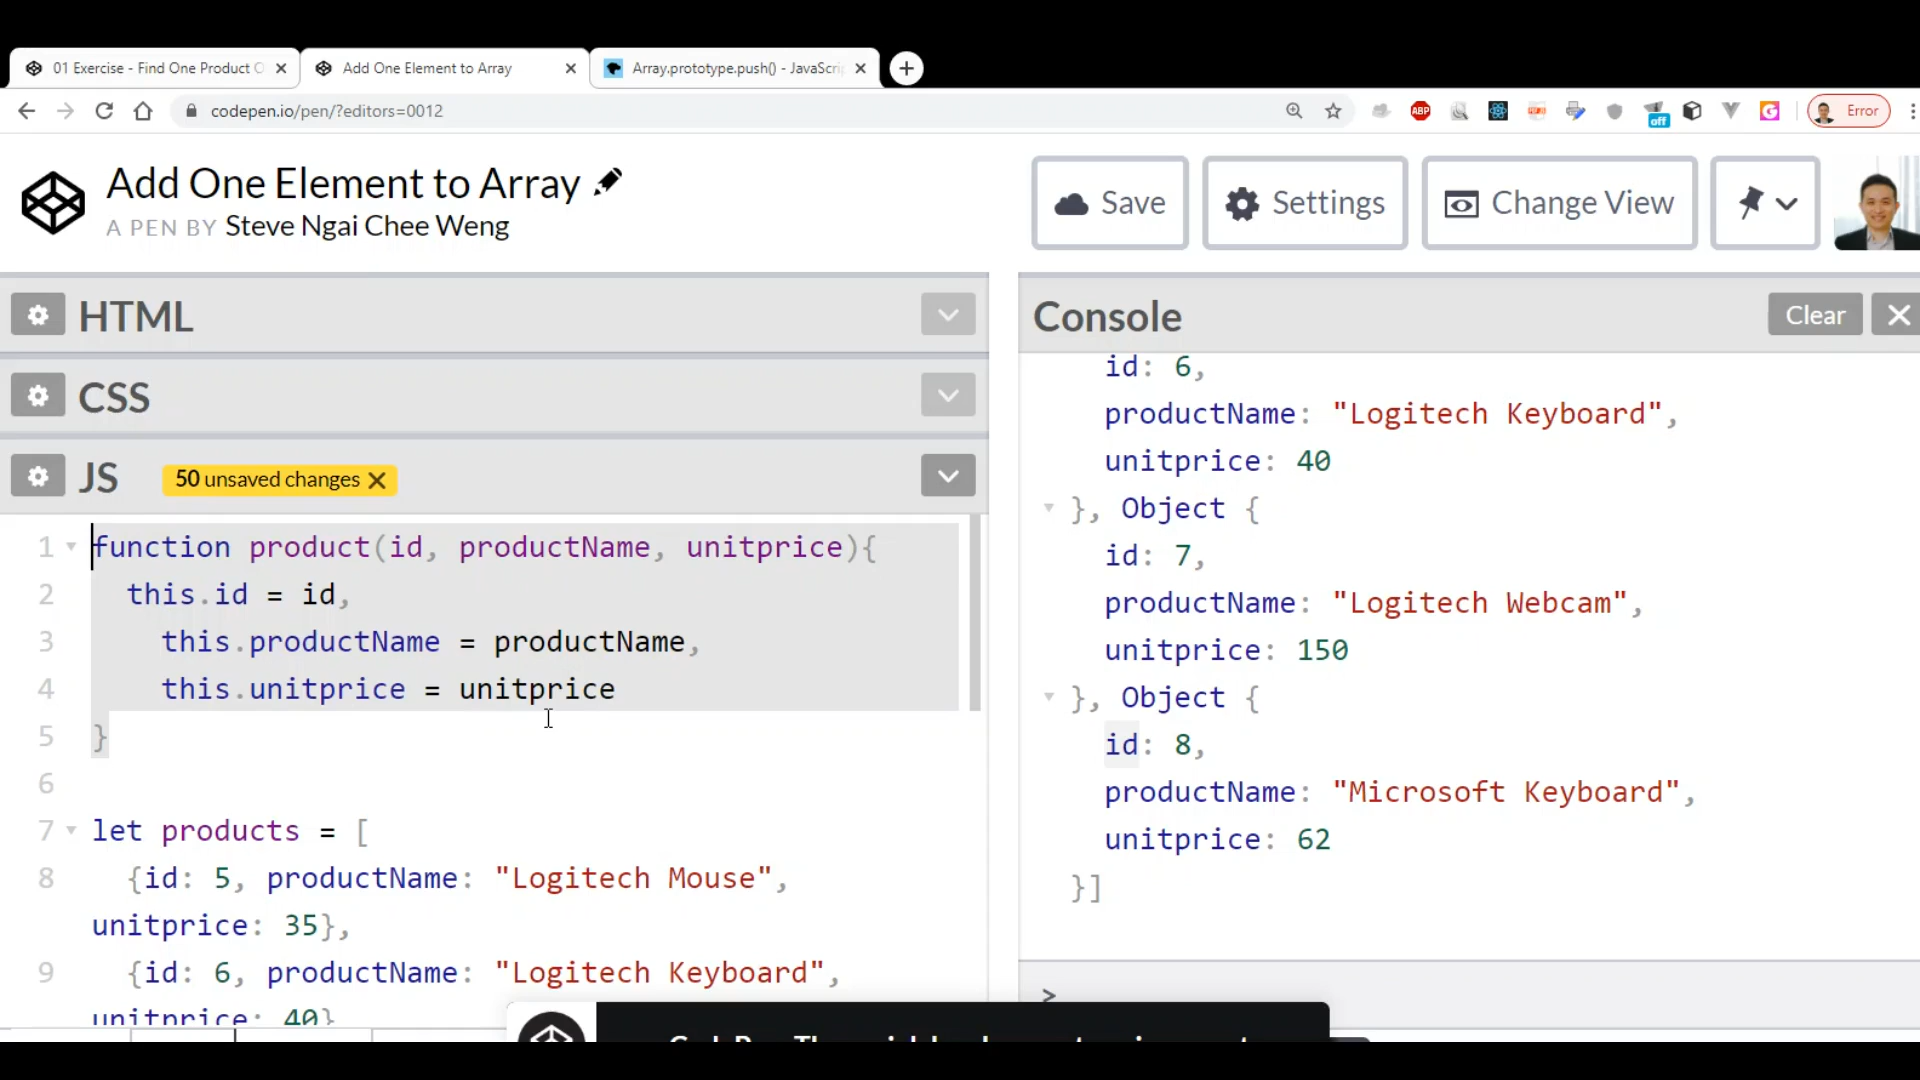 01 Exercise - Find One Product O
Add One Element to Array
Array.prototype.push() - JavaScri
codepen.io/pen/?editors=0012
ABP
off
Error
Add One Element to Array
A PEN BY Steve Ngai Chee Weng
Save
Settings
Change View
HTML
CSS
JS
50 unsaved changes
1 function product(id, productName, unitprice){
2 this.id = id,
3 this.productName = productName,
4 this.unitprice = unitprice
5 }
6
7 let products = [
8 {id: 5, productName: "Logitech Mouse",
unitprice: 35},
9 {id: 6, productName: "Logitech Keyboard",
unitprice: 40}
Console
Clear
id: 6,
productName: "Logitech Keyboard",
unitprice: 40
}, Object {
id: 7,
productName: "Logitech Webcam",
unitprice: 150
}, Object {
id: 8,
productName: "Microsoft Keyboard",
unitprice: 62
}]
>